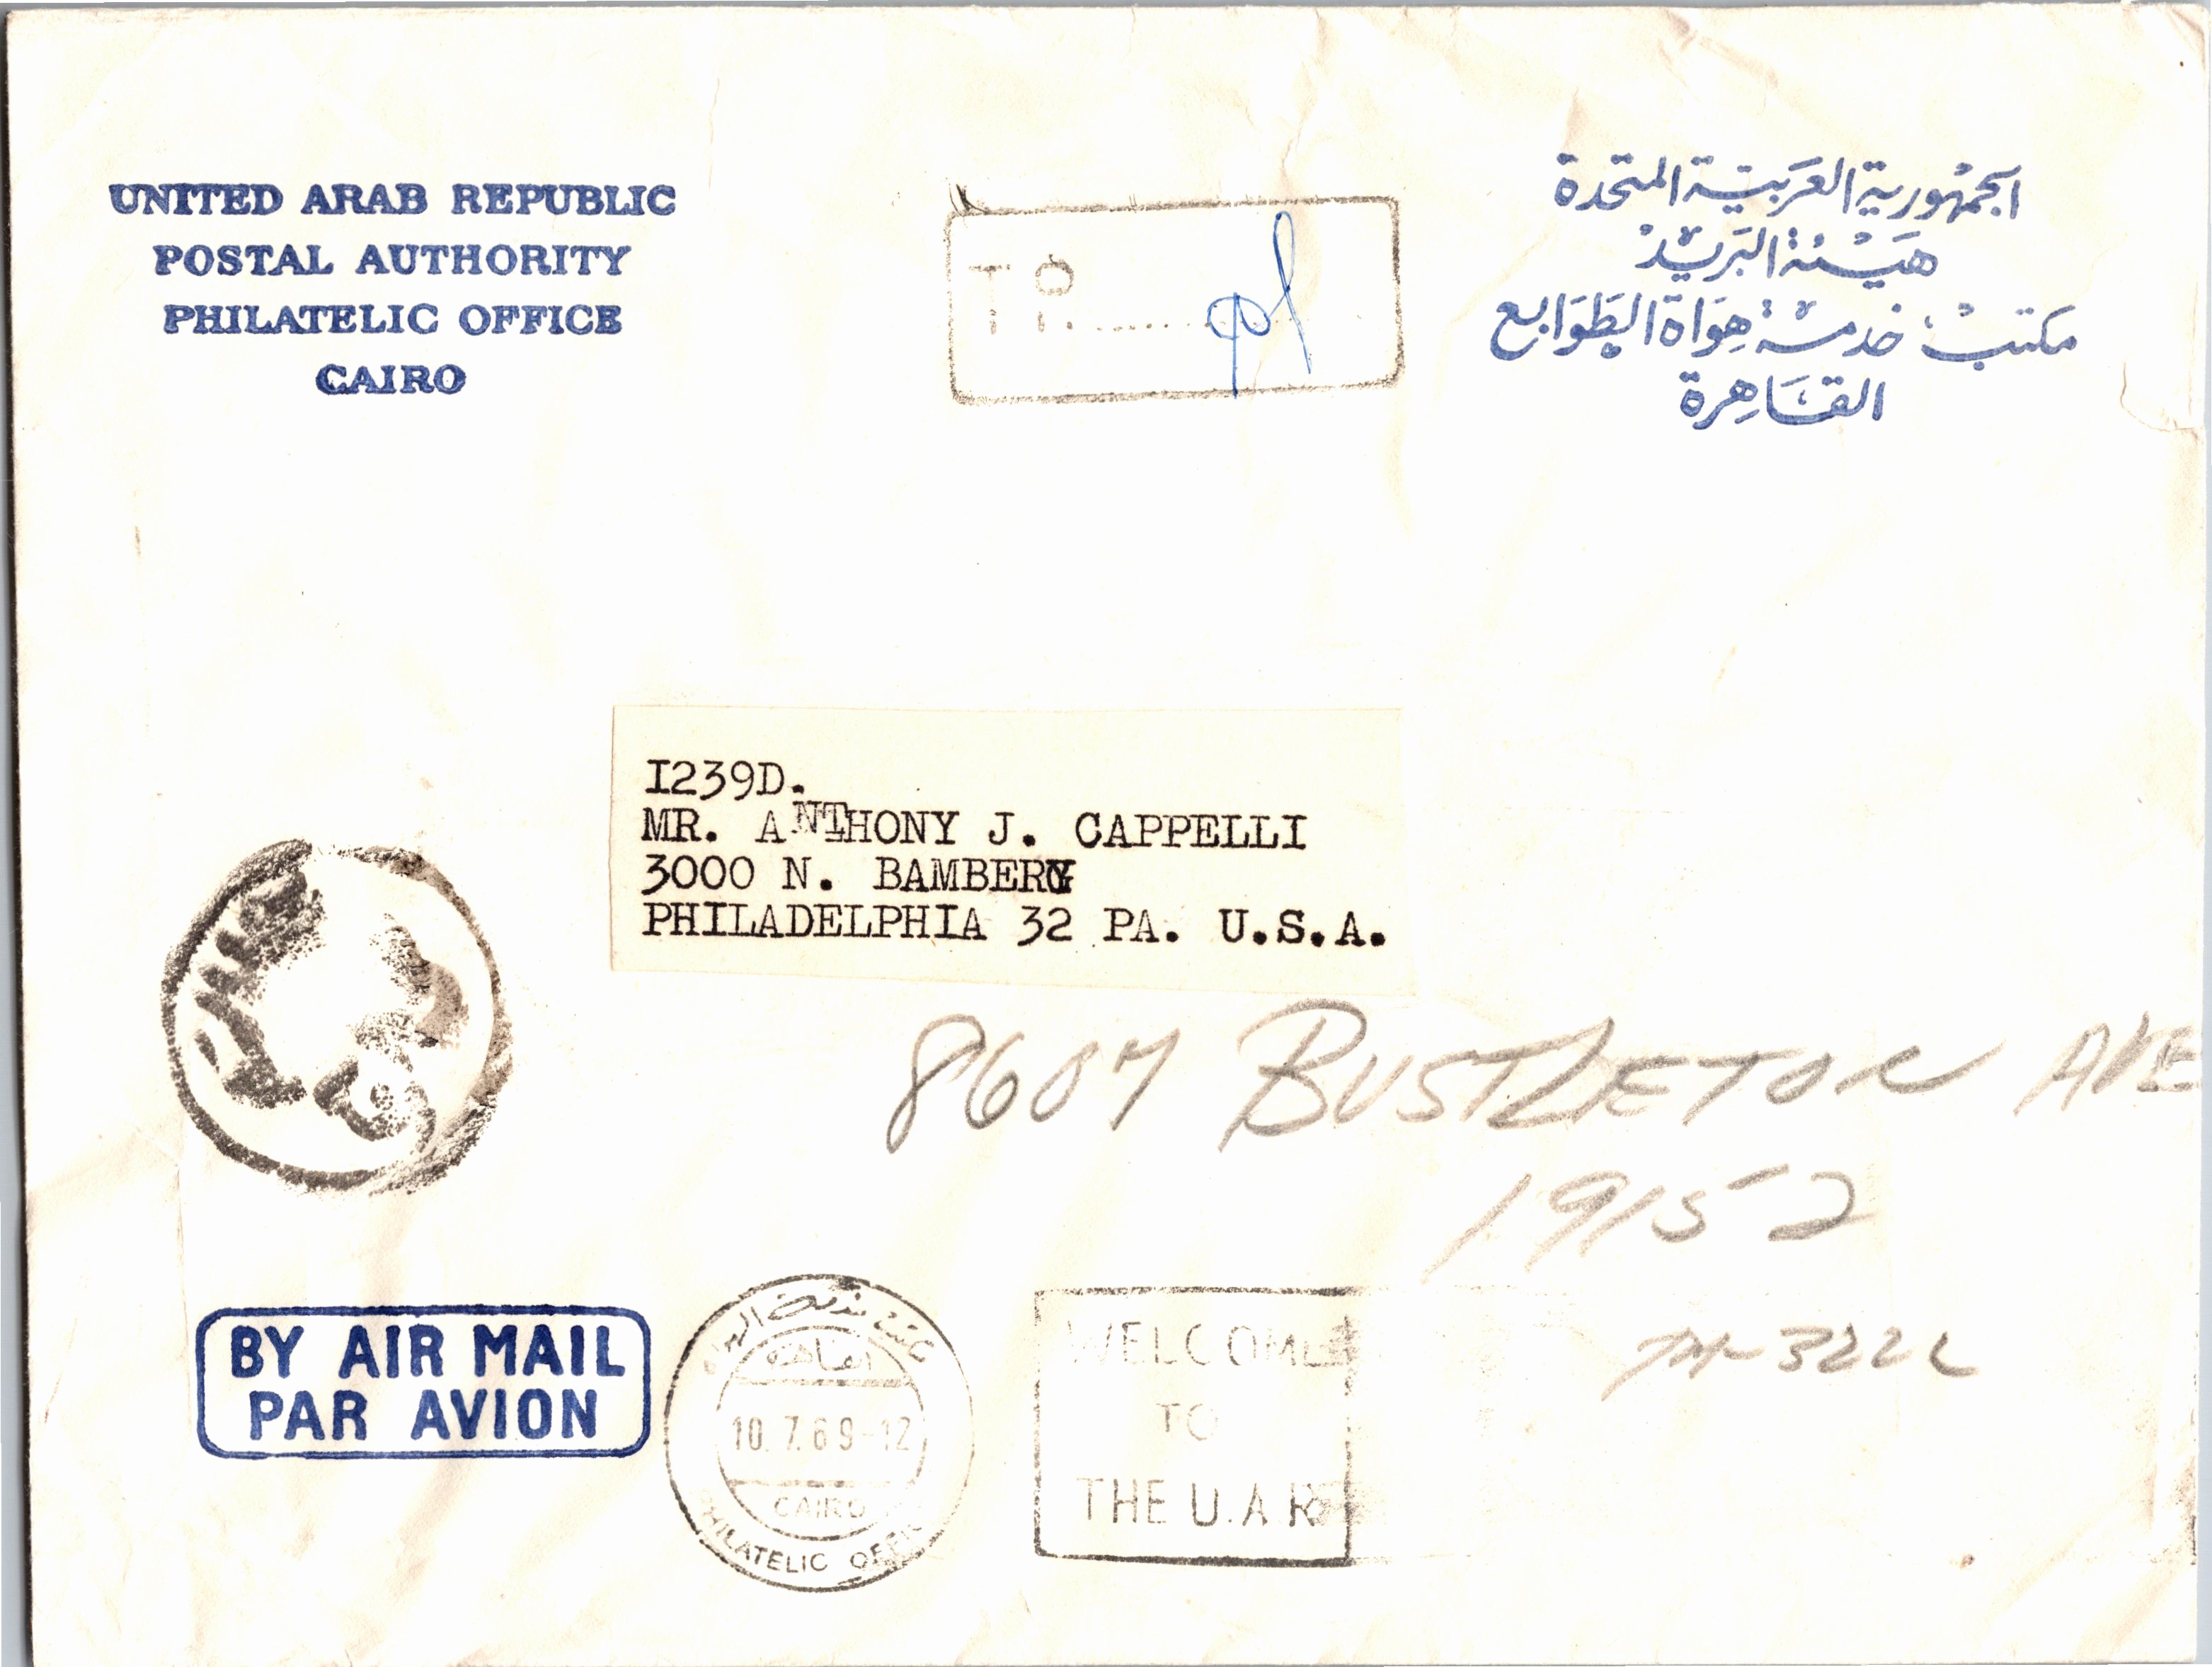 UNITED ARAB REPUBLIC
POSTAL AUTHORITY
PHILATELIC OFFICE
CAIRO
T.P.
الجمهورية العربية المتحدة
هيئة البريد
مكتب خدمة هواة الطوابع
القاهرة
I239D.
MR. ANTHONY J. CAPPELLI
3000 N. BAMBERY
PHILADELPHIA 32 PA. U.S.A.
8607 BUSTLETON AVE
19152
BY AIR MAIL
PAR AVION
القاهرة
10.7.69-12
CAIRO
PHILATELIC OFFICE
WELCOME
TO
THE U.A.R